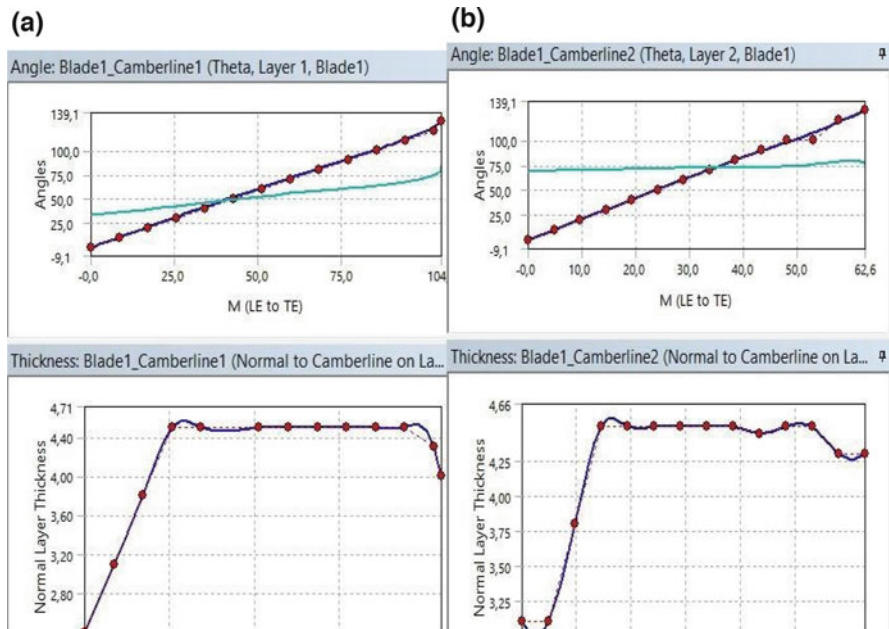 (a)
Angle: Blade1_Camberline1 (Theta, Layer 1, Blade1)
139,1
100,0
75,0
50,0
25,0
-9,1
Angles
-0,0 25,0 50,0 75,0 104
M (LE to TE)
Thickness: Blade1_Camberline1 (Normal to Camberline on La...
4,71
4,40
4,00
3,60
3,20
2,80
Normal Layer Thickness
(b)
Angle: Blade1_Camberline2 (Theta, Layer 2, Blade1)
139,1
100,0
75,0
50,0
25,0
-9,1
Angles
-0,0 10,0 20,0 30,0 40,0 50,0 62,6
M (LE to TE)
Thickness: Blade1_Camberline2 (Normal to Camberline on La...
4,66
4,25
4,00
3,75
3,50
3,25
Normal Layer Thickness